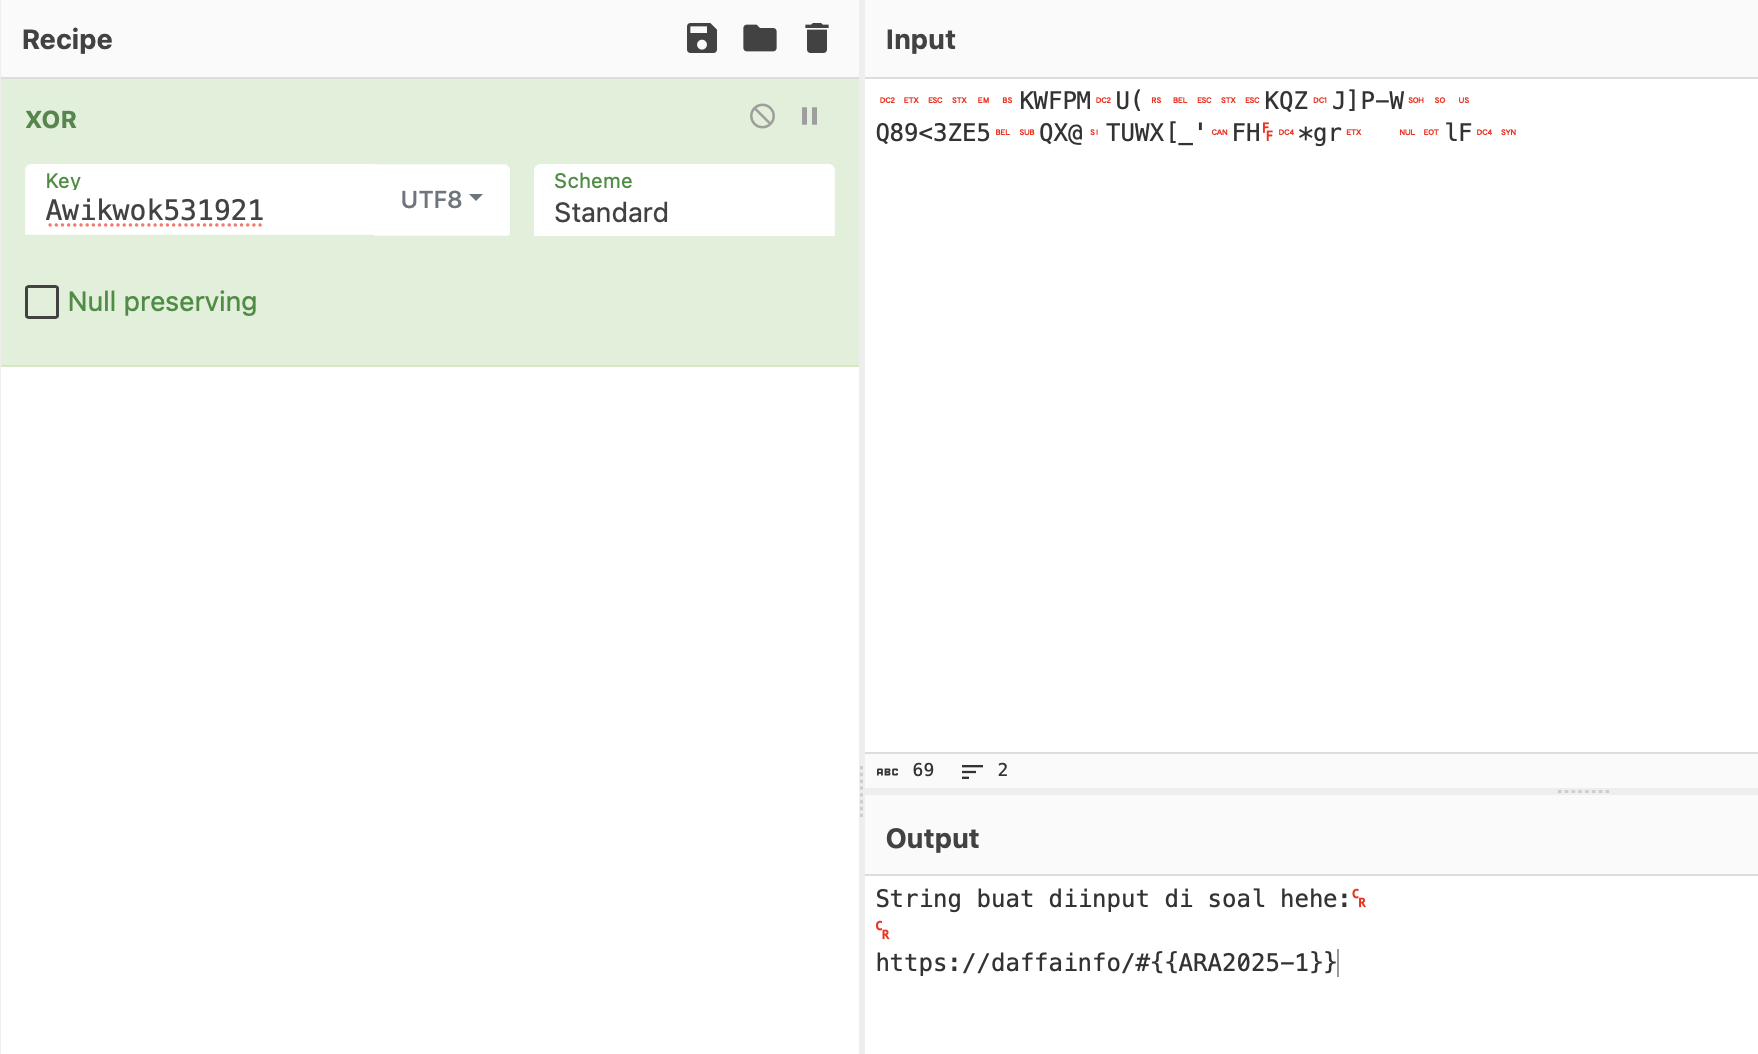 Recipe
XOR
Key
Awikwok531921
UTF8
Scheme
Standard
Null preserving
Input
DC2 ETX ESC STX EM BS KWFPM DC2 U( RS BEL ESC STX ESC KQZ DC1 J]P-W SOH SO US
Q89<3ZE5 BEL SUB QX@ SI TUWX[_' CAN FH FF DC4 *gr ETX NUL EOT lF DC4 SYN
ABC 69 2
Output
String buat diinput di soal hehe: CR
CR
https://daffainfo/#{{ARA2025-1}}